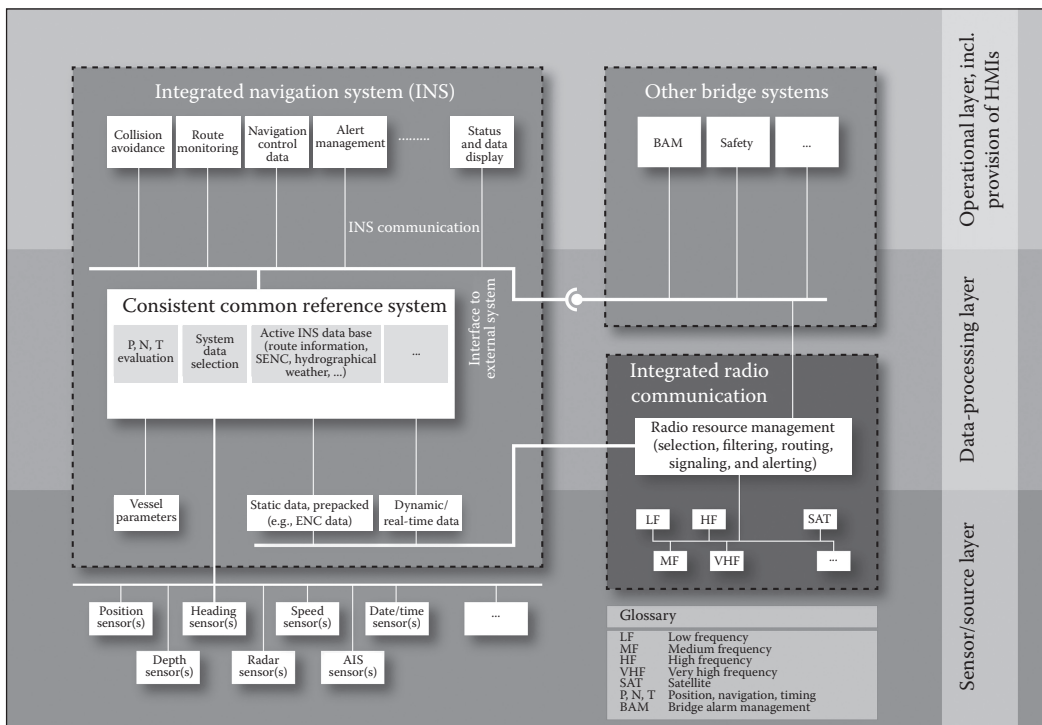 Integrated navigation system (INS)
Collision
avoidance
Route
monitoring
Navigation
control
data
Alert
management
.........
Status
and data
display
INS communication
Interface to
external system
Consistent common reference system
P, N, T
evaluation
System
data
selection
Active INS data base
(route information,
SENC, hydrographical
weather, ...)
...
Vessel
parameters
Static data, prepacked
(e.g., ENC data)
Dynamic/
real-time data
Position
sensor(s)
Heading
sensor(s)
Speed
sensor(s)
Date/time
sensor(s)
...
Depth
sensor(s)
Radar
sensor(s)
AIS
sensor(s)
Other bridge systems
BAM
Safety
...
Integrated radio
communication
Radio resource management
(selection, filtering, routing,
signaling, and alerting)
LF
HF
SAT
MF
VHF
...
Glossary
LF Low frequency
MF Medium frequency
HF High frequency
VHF Very high frequency
SAT Satellite
P, N, T Position, navigation, timing
BAM Bridge alarm management
Operational layer, incl.
provision of HMIs
Data-processing layer
Sensor/source layer